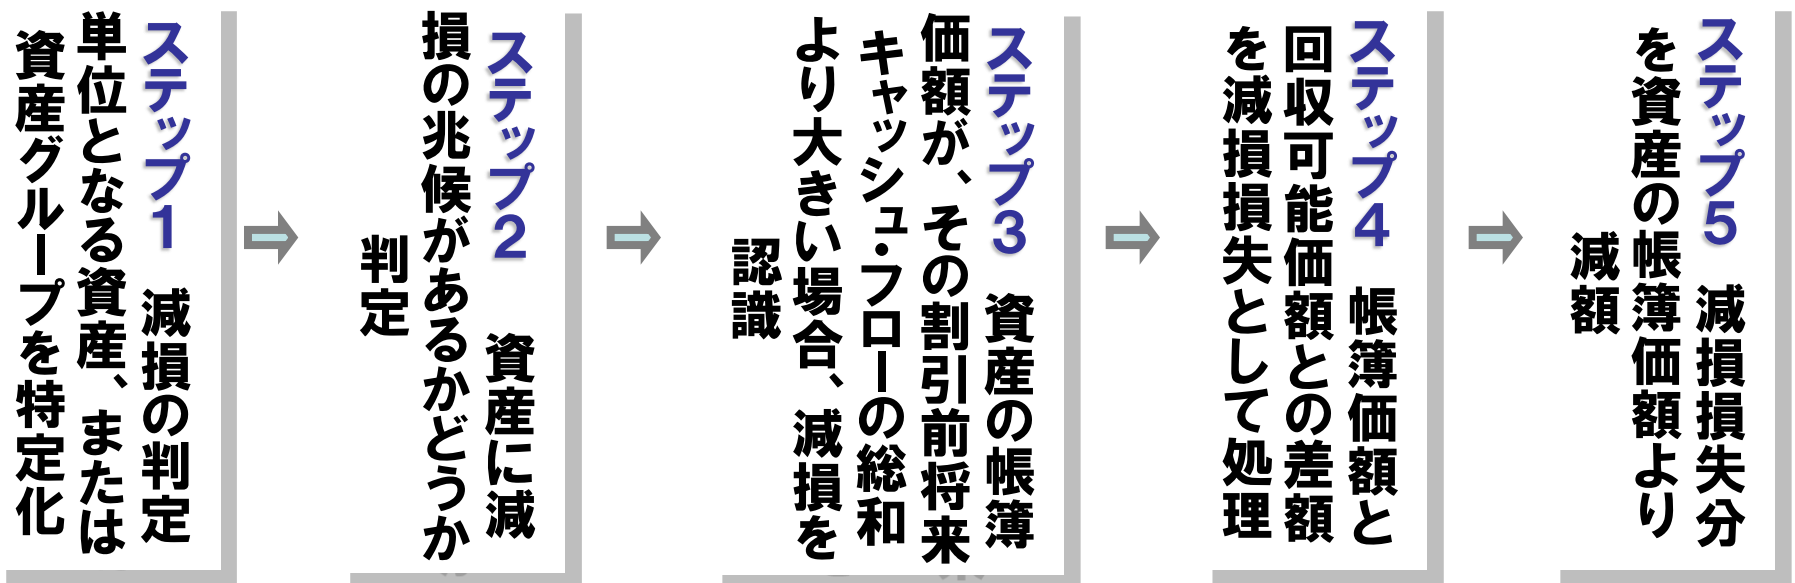 ステップ1 減損の判定
単位となる資産、または
資産グループを特定化
ステップ2 資産に減
損の兆候があるかどうか
判定
ステップ3 資産の帳簿
価額が、その割引前将来
キャッシュ・フローの総和
より大きい場合、減損を
認識
ステップ4 帳簿価額と
回収可能価額との差額
を減損損失として処理
ステップ5 減損損失分
を資産の帳簿価額より
減額